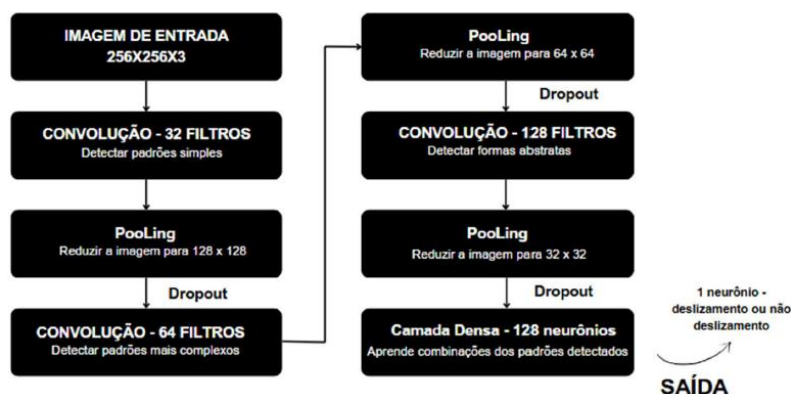 IMAGEM DE ENTRADA
256X256X3
CONVOLUÇÃO - 32 FILTROS
Detectar padrões simples
PooLing
Reduzir a imagem para 128 x 128
Dropout
CONVOLUÇÃO - 64 FILTROS
Detectar padrões mais complexos
PooLing
Reduzir a imagem para 64 x 64
Dropout
CONVOLUÇÃO - 128 FILTROS
Detectar formas abstratas
PooLing
Reduzir a imagem para 32 x 32
Dropout
Camada Densa - 128 neurônios
Aprende combinações dos padrões detectados
1 neurônio -
deslizamento ou não
deslizamento
SAÍDA